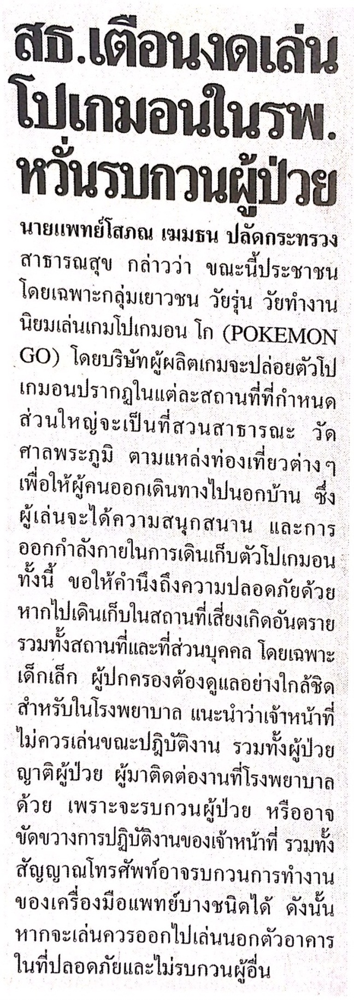 สธ.เตือนงดเล่น
โปเกมอนในรพ.
หวั่นรบกวนผู้ป่วย
นายแพทย์โสภณ เฆมธน ปลัดกระทรวง
สาธารณสุข กล่าวว่า ขณะนี้ประชาชน
โดยเฉพาะกลุ่มเยาวชน วัยรุ่น วัยทำงาน
นิยมเล่นเกมโปเกมอน โก (POKEMON
GO) โดยบริษัทผู้ผลิตเกมจะปล่อยตัวโป
เกมอนปรากฏในแต่ละสถานที่ที่กำหนด
ส่วนใหญ่จะเป็นที่สวนสาธารณะ วัด
ศาลพระภูมิ ตามแหล่งท่องเที่ยวต่างๆ
เพื่อให้ผู้คนออกเดินทางไปนอกบ้าน ซึ่ง
ผู้เล่นจะได้ความสนุกสนาน และการ
ออกกำลังกายในการเดินเก็บตัวโปเกมอน
ทั้งนี้ ขอให้คำนึงถึงความปลอดภัยด้วย
หากไปเดินเก็บในสถานที่เสี่ยงเกิดอันตราย
รวมทั้งสถานที่และที่ส่วนบุคคล โดยเฉพาะ
เด็กเล็ก ผู้ปกครองต้องดูแลอย่างใกล้ชิด
สำหรับในโรงพยาบาล แนะนำว่าเจ้าหน้าที่
ไม่ควรเล่นขณะปฏิบัติงาน รวมทั้งผู้ป่วย
ญาติผู้ป่วย ผู้มาติดต่องานที่โรงพยาบาล
ด้วย เพราะจะรบกวนผู้ป่วย หรืออาจ
ขัดขวางการปฏิบัติงานของเจ้าหน้าที่ รวมทั้ง
สัญญาณโทรศัพท์อาจรบกวนการทำงาน
ของเครื่องมือแพทย์บางชนิดได้ ดังนั้น
หากจะเล่นควรออกไปเล่นนอกตัวอาคาร
ในที่ปลอดภัยและไม่รบกวนผู้อื่น